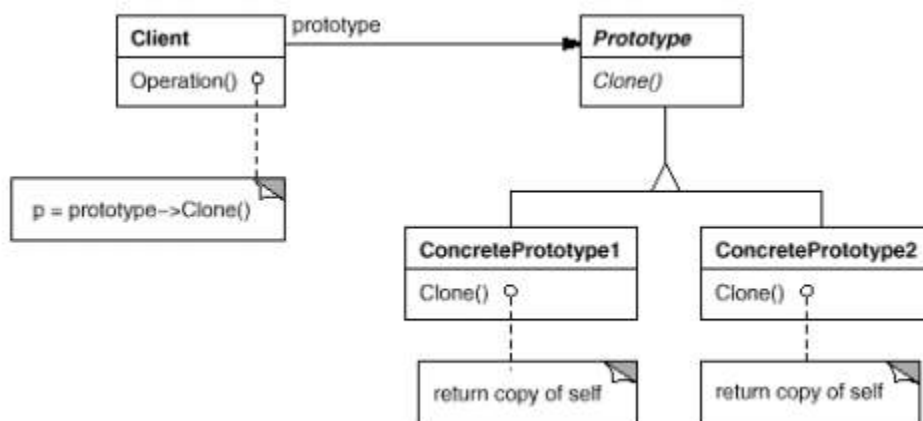 prototype
Client
Prototype
Operation()
Clone()
p = prototype->Clone()
ConcretePrototype1
ConcretePrototype2
Clone()
Clone()
return copy of self
return copy of self